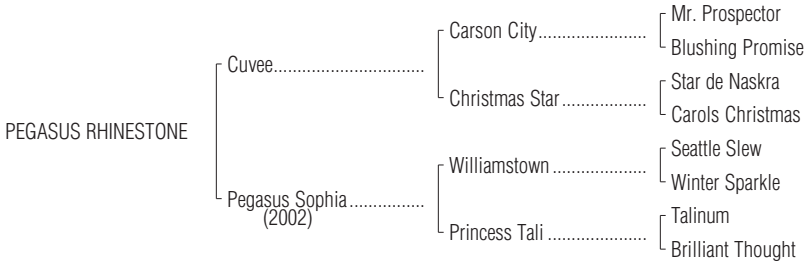 Mr. Prospector
Carson City........................
Blushing Promise
Cuvee.................................
Star de Naskra
Christmas Star...................
Carols Christmas
PEGASUS RHINESTONE
Seattle Slew
Williamstown .....................
Winter Sparkle
Pegasus Sophia................
(2002)
Talinum
Princess Tali ......................
Brilliant Thought